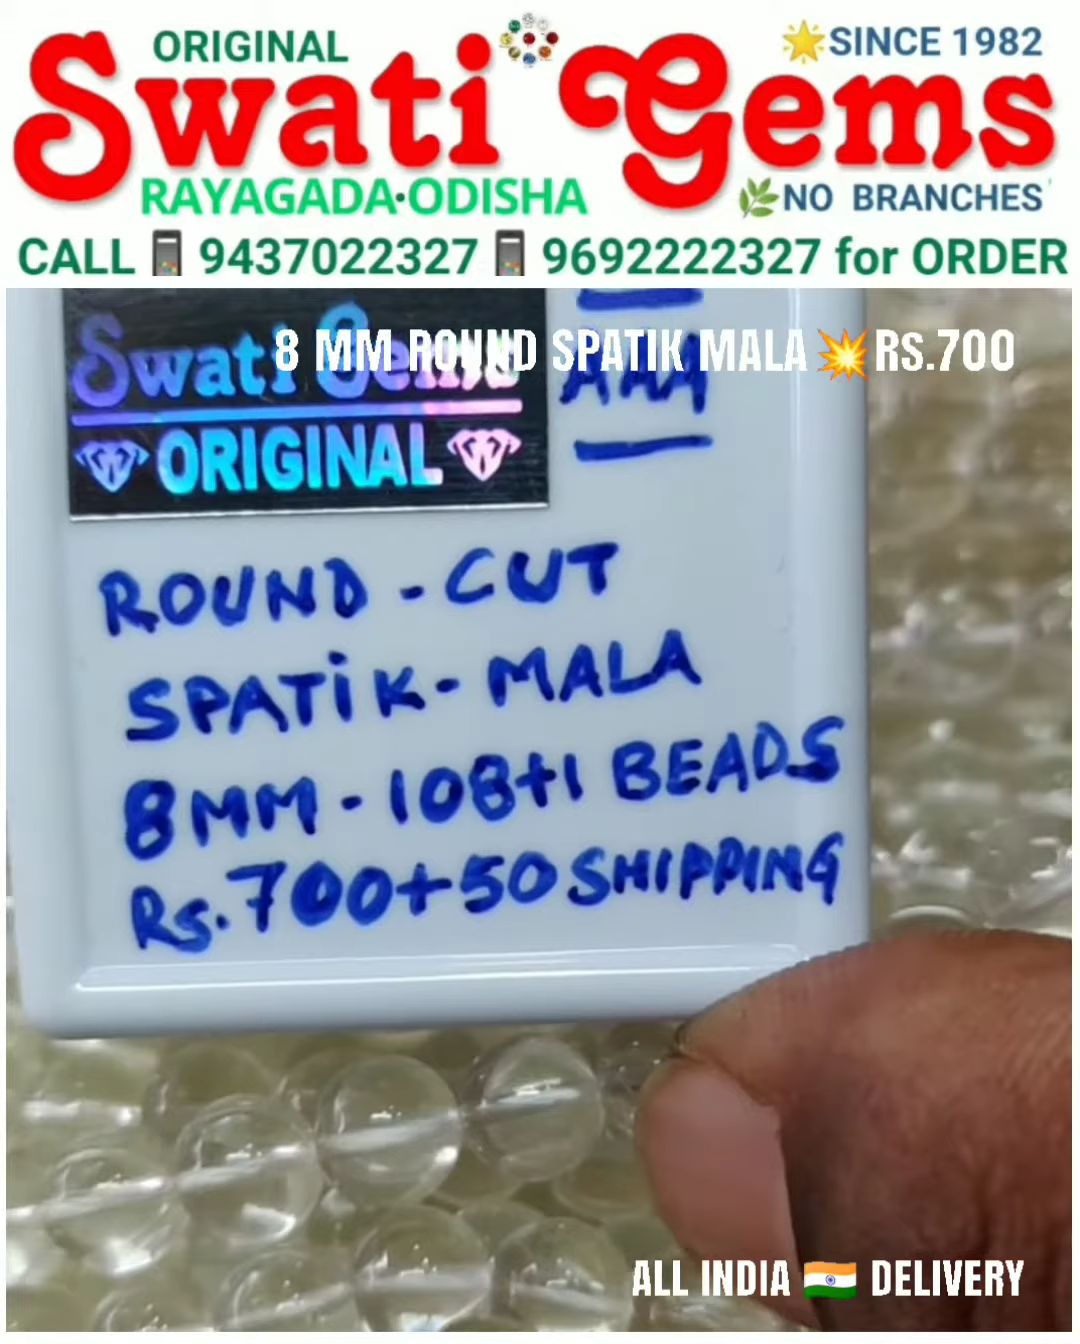 ORIGINAL
🌟SINCE 1982
Swati Gems
RAYAGADA·ODISHA
🌿NO BRANCHES
CALL 📱 9437022327 📱 9692222327 for ORDER
8 MM ROUND SPATIK MALA💥RS.700
Swati Gems
AAA
ORIGINAL
ROUND-CUT
SPATiK-MALA
8MM-108+1 BEADS
Rs.700+50 SHIPPING
ALL INDIA 🇮🇳 DELIVERY